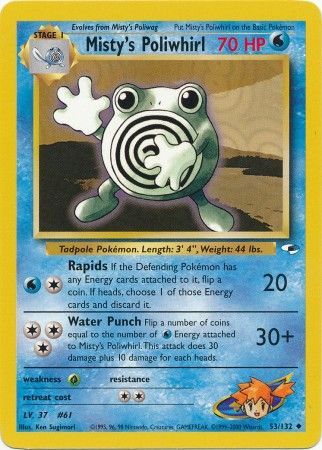 Evolves from Misty's Poliwag Put Misty's Poliwhirl on the Basic Pokémon
STAGE 1
Misty's Poliwhirl 70 HP
Tadpole Pokémon. Length: 3' 4", Weight: 44 lbs.
Rapids If the Defending Pokémon has
any Energy cards attached to it, flip a
coin. If heads, choose 1 of those Energy
cards and discard it.
20
Water Punch Flip a number of coins
equal to the number of Energy attached
to Misty's Poliwhirl. This attack does 30
damage plus 10 damage for each heads.
30+
weakness resistance
retreat cost
LV. 37 #61
Illus. Ken Sugimori ©1995, 96, 98 Nintendo, Creatures, GAMEFREAK. ©1999-2000 Wizards. 53/132